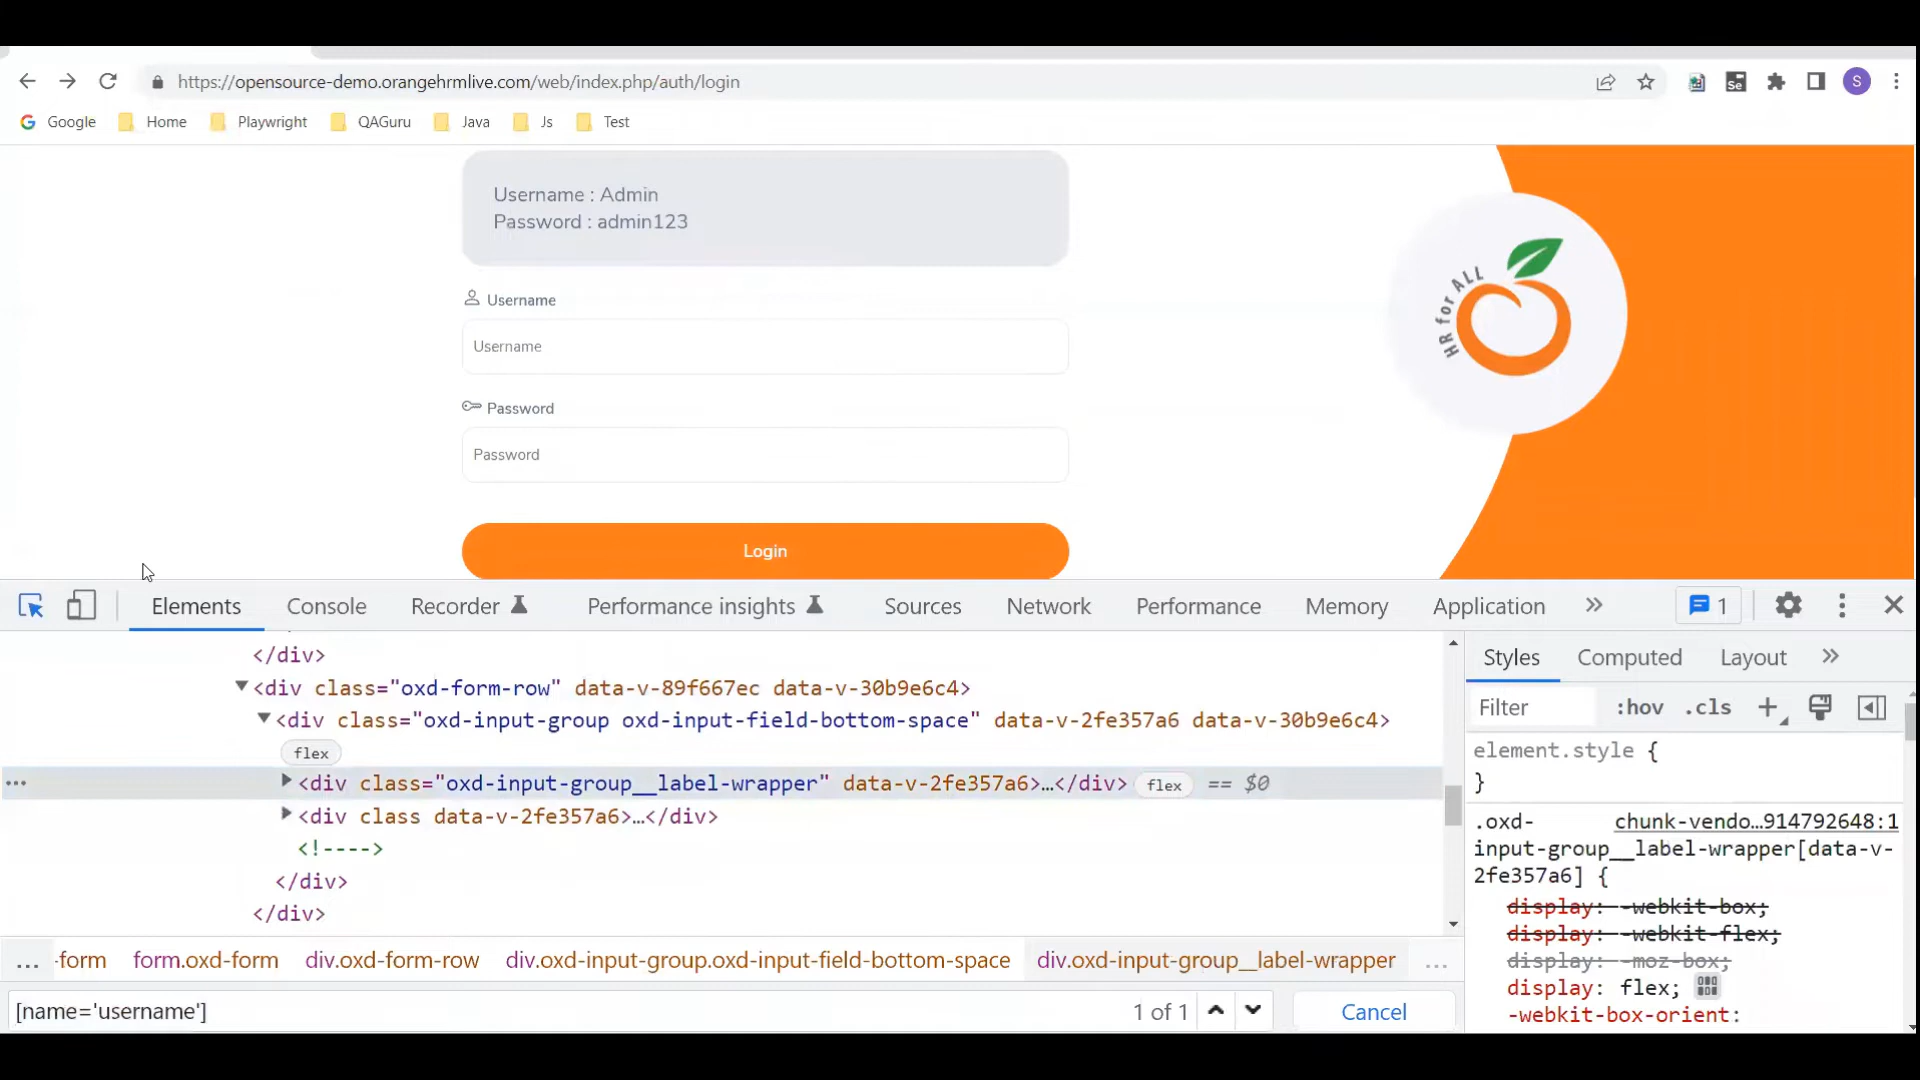 https://opensource-demo.orangehrmlive.com/web/index.php/auth/login
Se
S
Google Home Playwright QAGuru Java Js Test
Username : Admin
Password : admin123
HR for ALL
Username
Username
Password
Password
Login
Elements Console Recorder Performance insights Sources Network Performance Memory Application » 1
</div>
▼<div class="oxd-form-row" data-v-89f667ec data-v-30b9e6c4>
▼<div class="oxd-input-group oxd-input-field-bottom-space" data-v-2fe357a6 data-v-30b9e6c4>
flex
... ▶<div class="oxd-input-group__label-wrapper" data-v-2fe357a6>…</div> flex == $0
▶<div class data-v-2fe357a6>…</div>
<!---->
</div>
</div>
... -form form.oxd-form div.oxd-form-row div.oxd-input-group.oxd-input-field-bottom-space div.oxd-input-group__label-wrapper ...
[name='username'] 1 of 1 Cancel
Styles Computed Layout »
Filter :hov .cls +
element.style {
}
.oxd- chunk-vendo…914792648:1
input-group__label-wrapper[data-v-
2fe357a6] {
display: -webkit-box;
display: -webkit-flex;
display: -moz-box;
display: flex;
-webkit-box-orient: